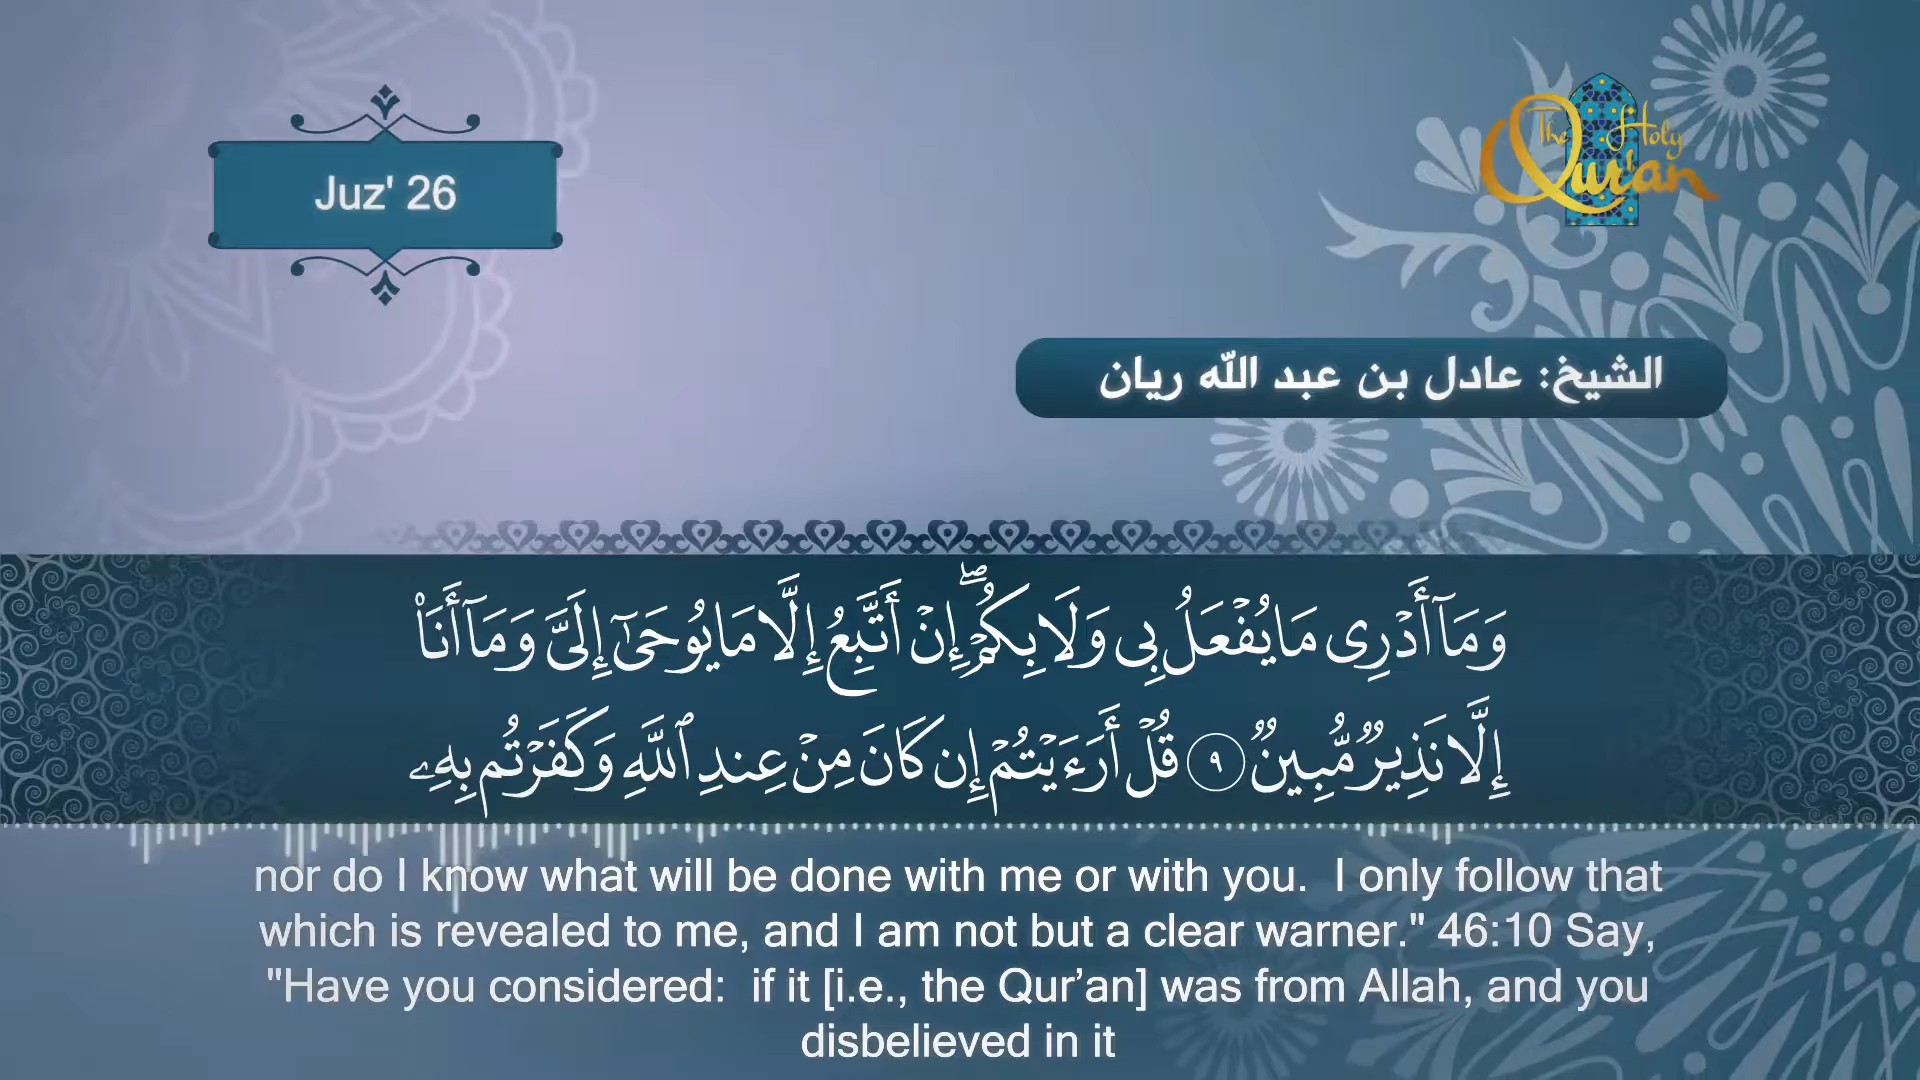 Juz' 26
The Holy
Qur'an
الشيخ: عادل بن عبد الله ريان
وَمَآ أَدْرِى مَا يُفْعَلُ بِى وَلَا بِكُمْ ۖ إِنْ أَتَّبِعُ إِلَّا مَا يُوحَىٰٓ إِلَىَّ وَمَآ أَنَا۠
إِلَّا نَذِيرٌ مُّبِينٌ ٩ قُلْ أَرَءَيْتُمْ إِن كَانَ مِنْ عِندِ ٱللَّهِ وَكَفَرْتُم بِهِۦ
nor do I know what will be done with me or with you.  I only follow that
which is revealed to me, and I am not but a clear warner." 46:10 Say,
"Have you considered:  if it [i.e., the Qur’an] was from Allah, and you
disbelieved in it